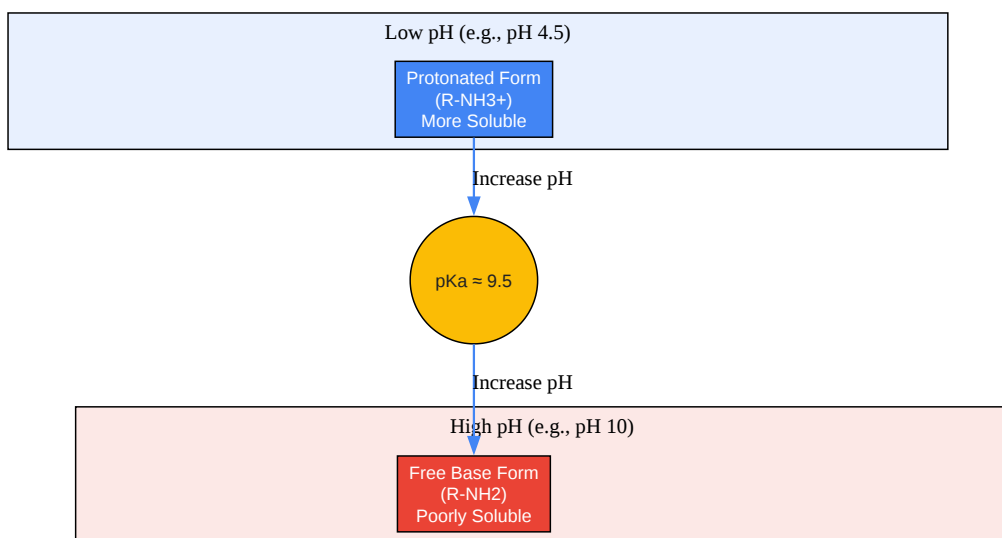 Low pH (e.g., pH 4.5)
Protonated Form
(R-NH3+)
More Soluble
Increase pH
pKa ≈ 9.5
Increase pH
High pH (e.g., pH 10)
Free Base Form
(R-NH2)
Poorly Soluble